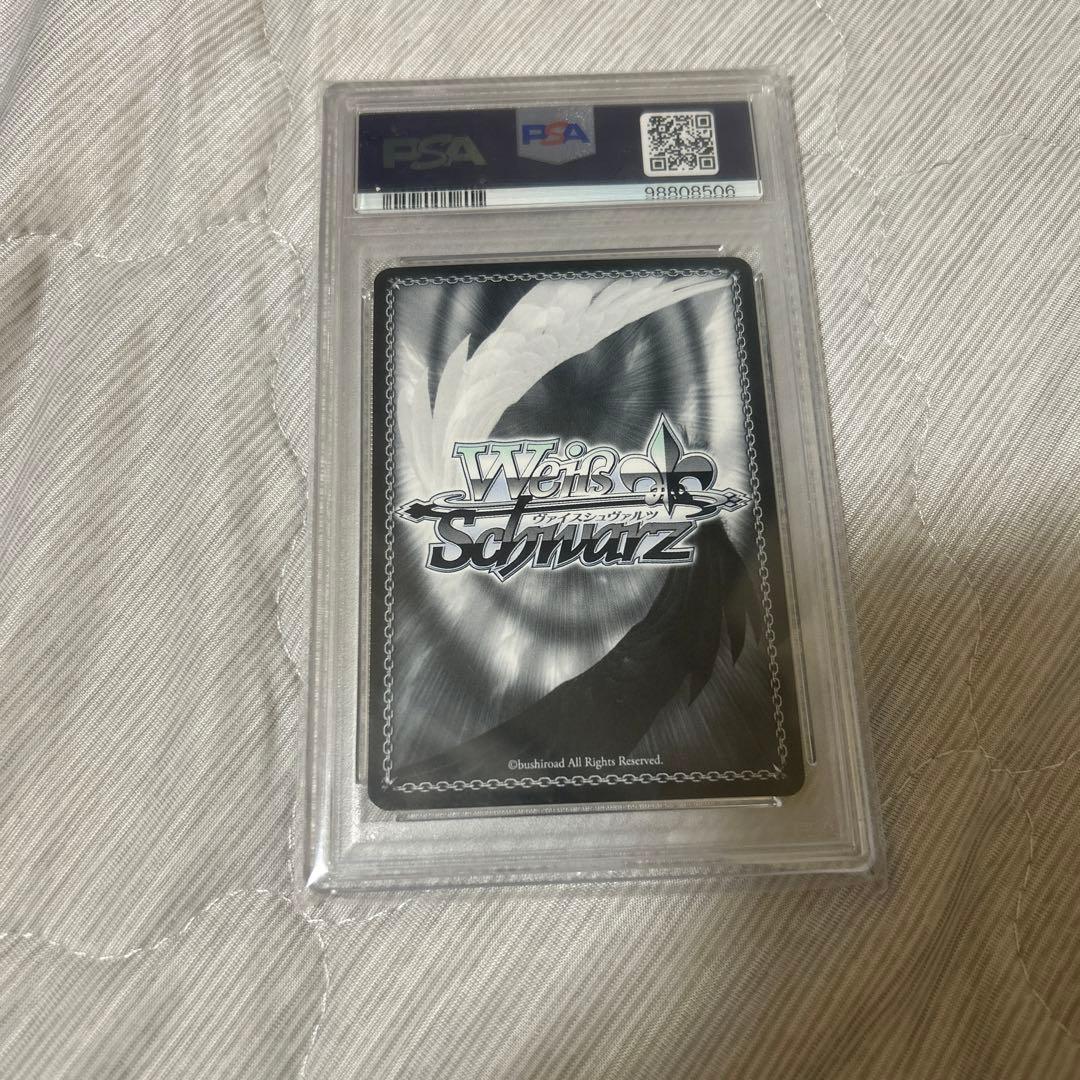 PSA
PSA
98808506
Weiß
ヴァイスシュヴァルツ
Schwarz
©bushiroad All Rights Reserved.